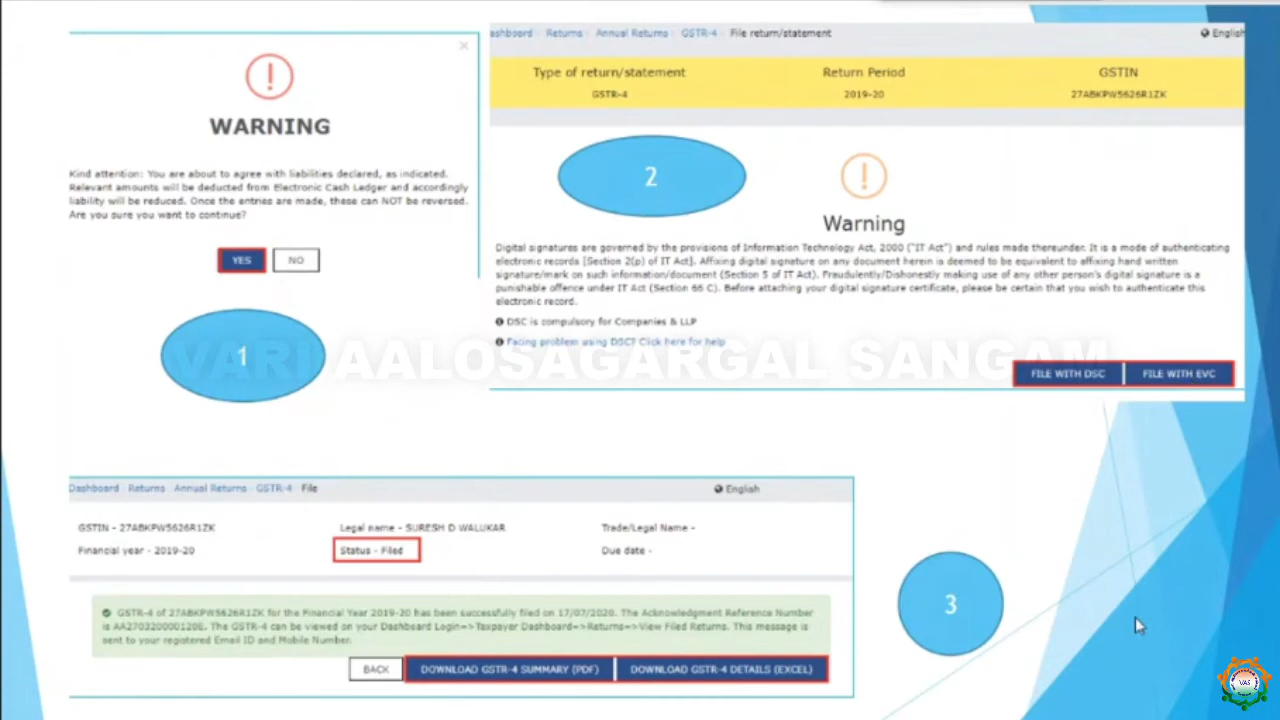 WARNING
Kind attention: You are about to agree with liabilities declared, as indicated.
Relevant amounts will be deducted from Electronic Cash Ledger and accordingly
liability will be reduced. Once the entries are made, these can NOT be reversed.
Are you sure you want to continue?
YES NO
1
ashboard Returns Annual Returns GSTR-4 File return/statement English
Type of return/statement Return Period GSTIN
GSTR-4 2019-20 27ABKPW5626R1ZK
2
Warning
Digital signatures are governed by the provisions of Information Technology Act, 2000 ("IT Act") and rules made thereunder. It is a mode of authenticating
electronic records [Section 2(p) of IT Act]. Affixing digital signature on any document herein is deemed to be equivalent to affixing hand written
signature/mark on such information/document (Section 5 of IT Act). Fraudulently/Dishonestly making use of any other person's digital signature is a
punishable offence under IT Act (Section 66 C). Before attaching your digital signature certificate, please be certain that you wish to authenticate this
electronic record.
DSC is compulsory for Companies & LLP
Facing problem using DSC? Click here for help
VARI AALOSAGARGAL SANGAM
FILE WITH DSC FILE WITH EVC
Dashboard Returns Annual Returns GSTR-4 File English
GSTIN - 27ABKPW5626R1ZK Legal name - SURESH D WALUKAR Trade/Legal Name -
Financial year - 2019-20 Status - Filed Due date -
GSTR-4 of 27ABKPW5626R1ZK for the Financial Year 2019-20 has been successfully filed on 17/07/2020. The Acknowledgment Reference Number
is AA270320000120E. The GSTR-4 can be viewed on your Dashboard Login=>Taxpayer Dashboard=>Returns=>View Filed Returns. This message is
sent to your registered Email ID and Mobile Number.
BACK DOWNLOAD GSTR-4 SUMMARY (PDF) DOWNLOAD GSTR-4 DETAILS (EXCEL)
3
VAS